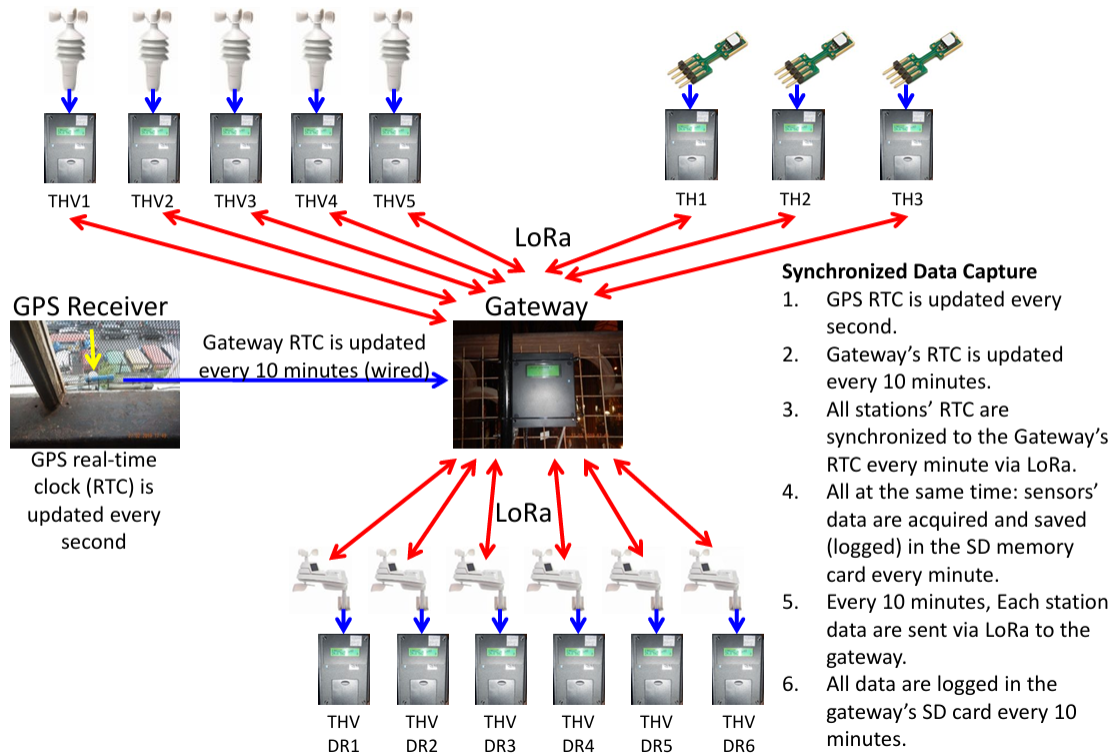 THV1
THV2
THV3
THV4
THV5
TH1
TH2
TH3
LoRa
GPS Receiver
Gateway RTC is updated
every 10 minutes (wired)
Gateway
GPS real-time
clock (RTC) is
updated every
second
Synchronized Data Capture
1. GPS RTC is updated every
second.
2. Gateway's RTC is updated
every 10 minutes.
3. All stations' RTC are
synchronized to the Gateway's
RTC every minute via LoRa.
4. All at the same time: sensors'
data are acquired and saved
(logged) in the SD memory
card every minute.
5. Every 10 minutes, Each station
data are sent via LoRa to the
gateway.
6. All data are logged in the
gateway's SD card every 10
minutes.
LoRa
THV
DR1
THV
DR2
THV
DR3
THV
DR4
THV
DR5
THV
DR6